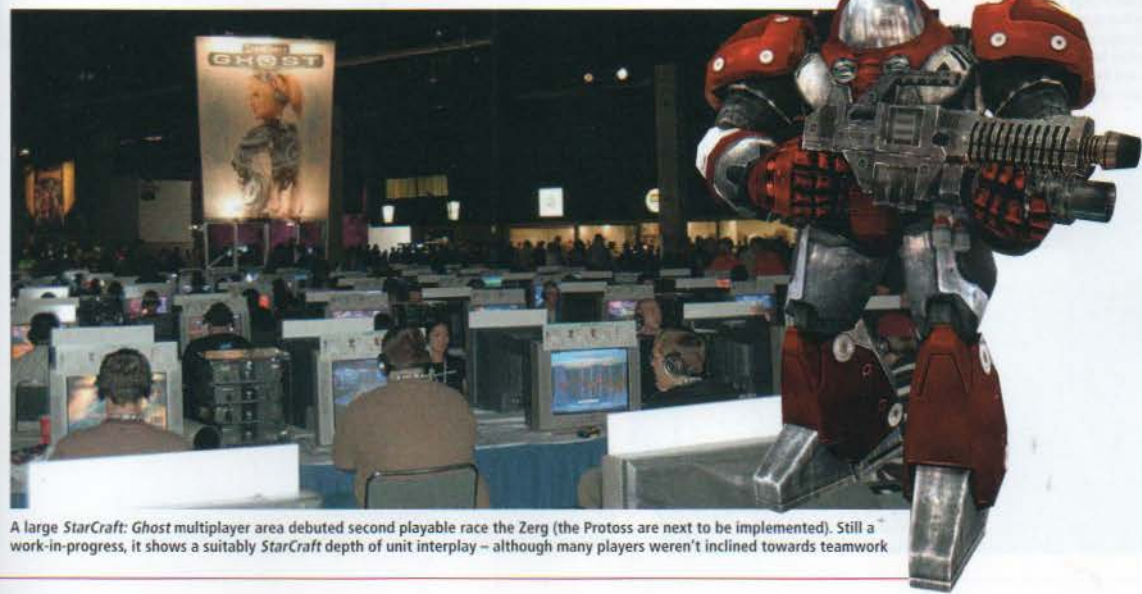 GHOST
A large StarCraft: Ghost multiplayer area debuted second playable race the Zerg (the Protoss are next to be implemented). Still a
work-in-progress, it shows a suitably StarCraft depth of unit interplay – although many players weren't inclined towards teamwork